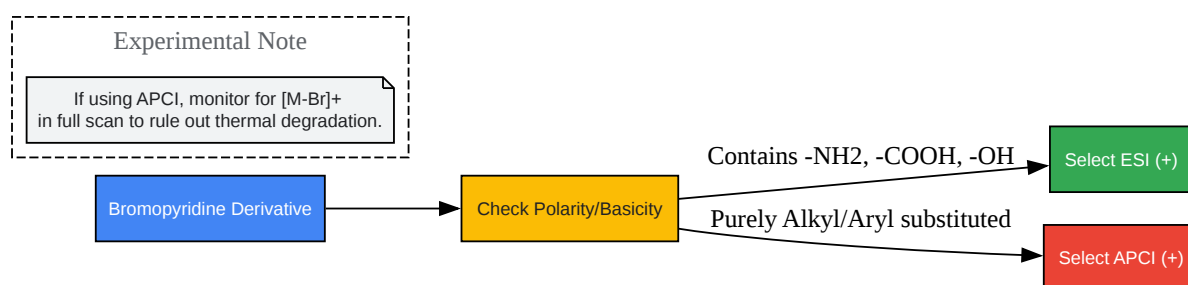 Experimental Note
If using APCI, monitor for [M-Br]+
in full scan to rule out thermal degradation.
Bromopyridine Derivative
Check Polarity/Basicity
Contains -NH2, -COOH, -OH
Select ESI (+)
Purely Alkyl/Aryl substituted
Select APCI (+)